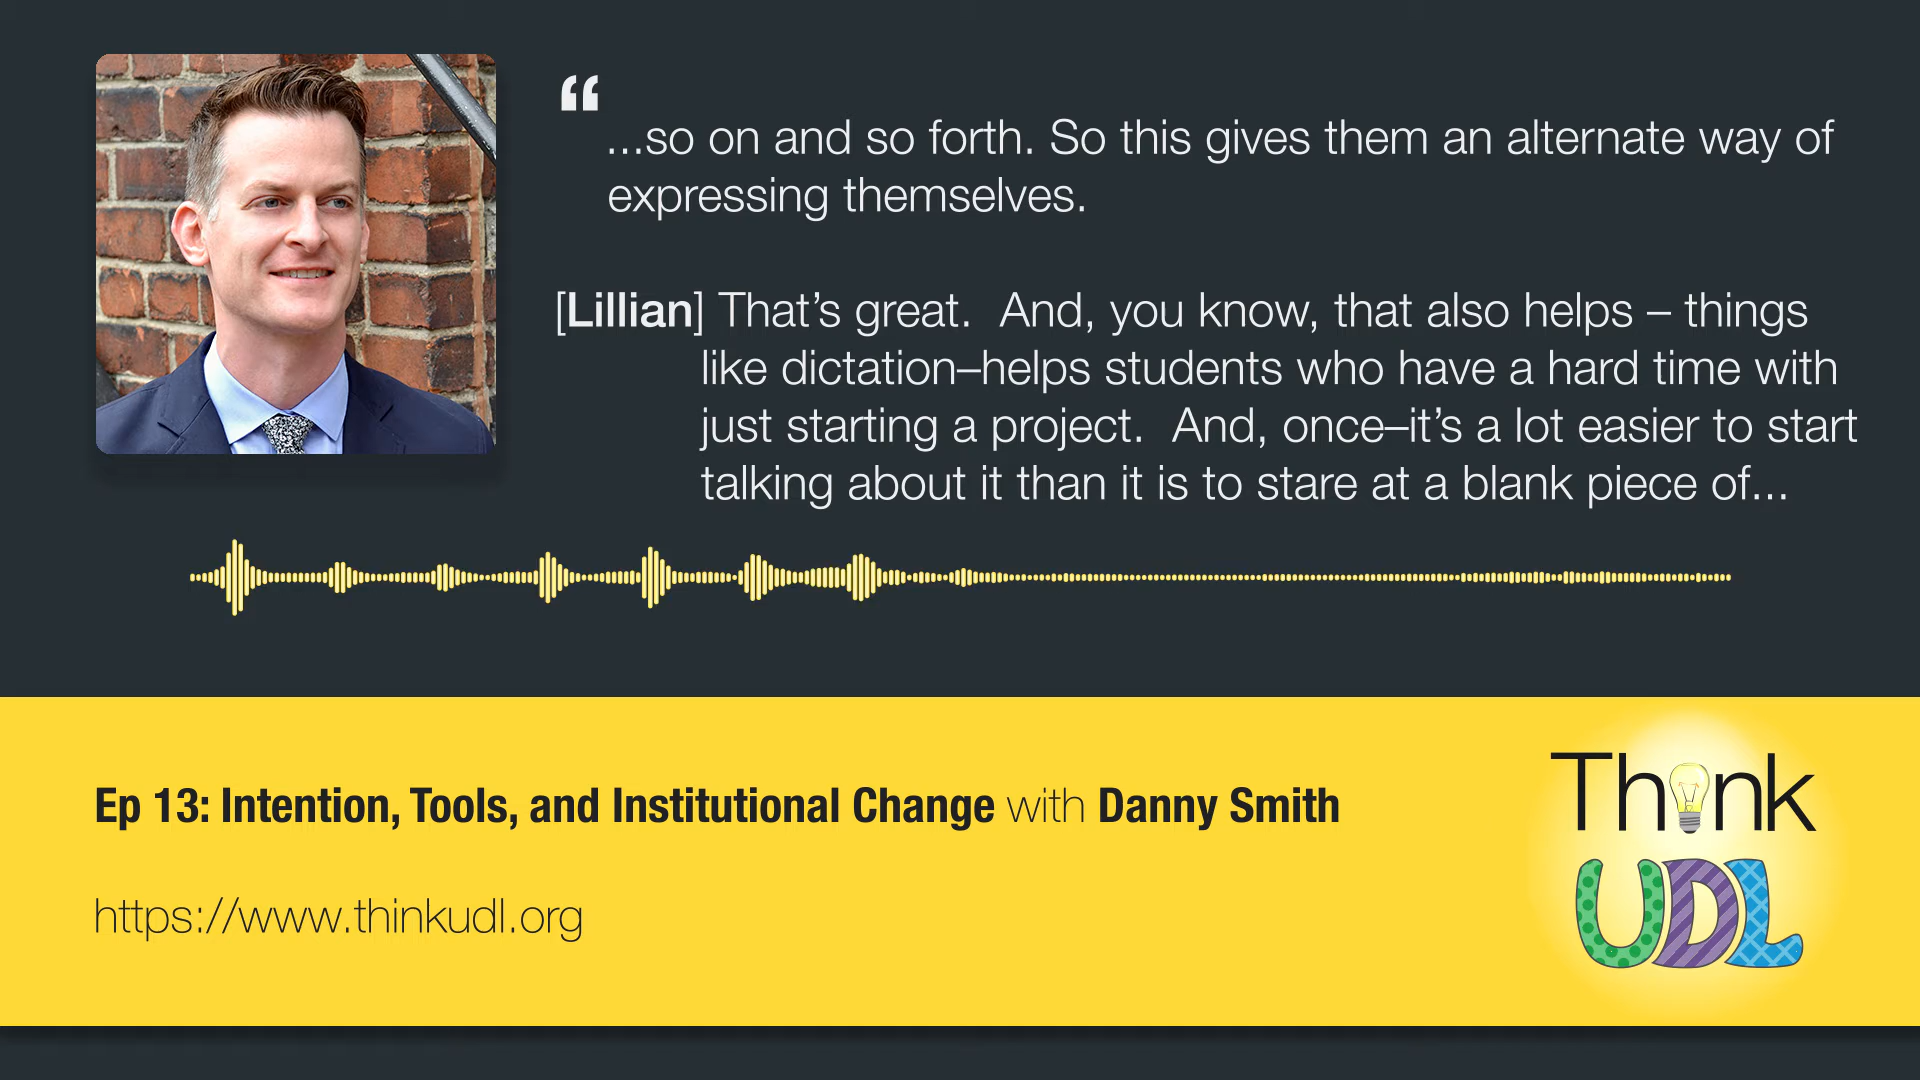 “
...so on and so forth. So this gives them an alternate way of
expressing themselves.
[Lillian] That’s great.  And, you know, that also helps – things
like dictation–helps students who have a hard time with
just starting a project.  And, once–it’s a lot easier to start
talking about it than it is to stare at a blank piece of...
Ep 13: Intention, Tools, and Institutional Change with Danny Smith
https://www.thinkudl.org
Think
UDL